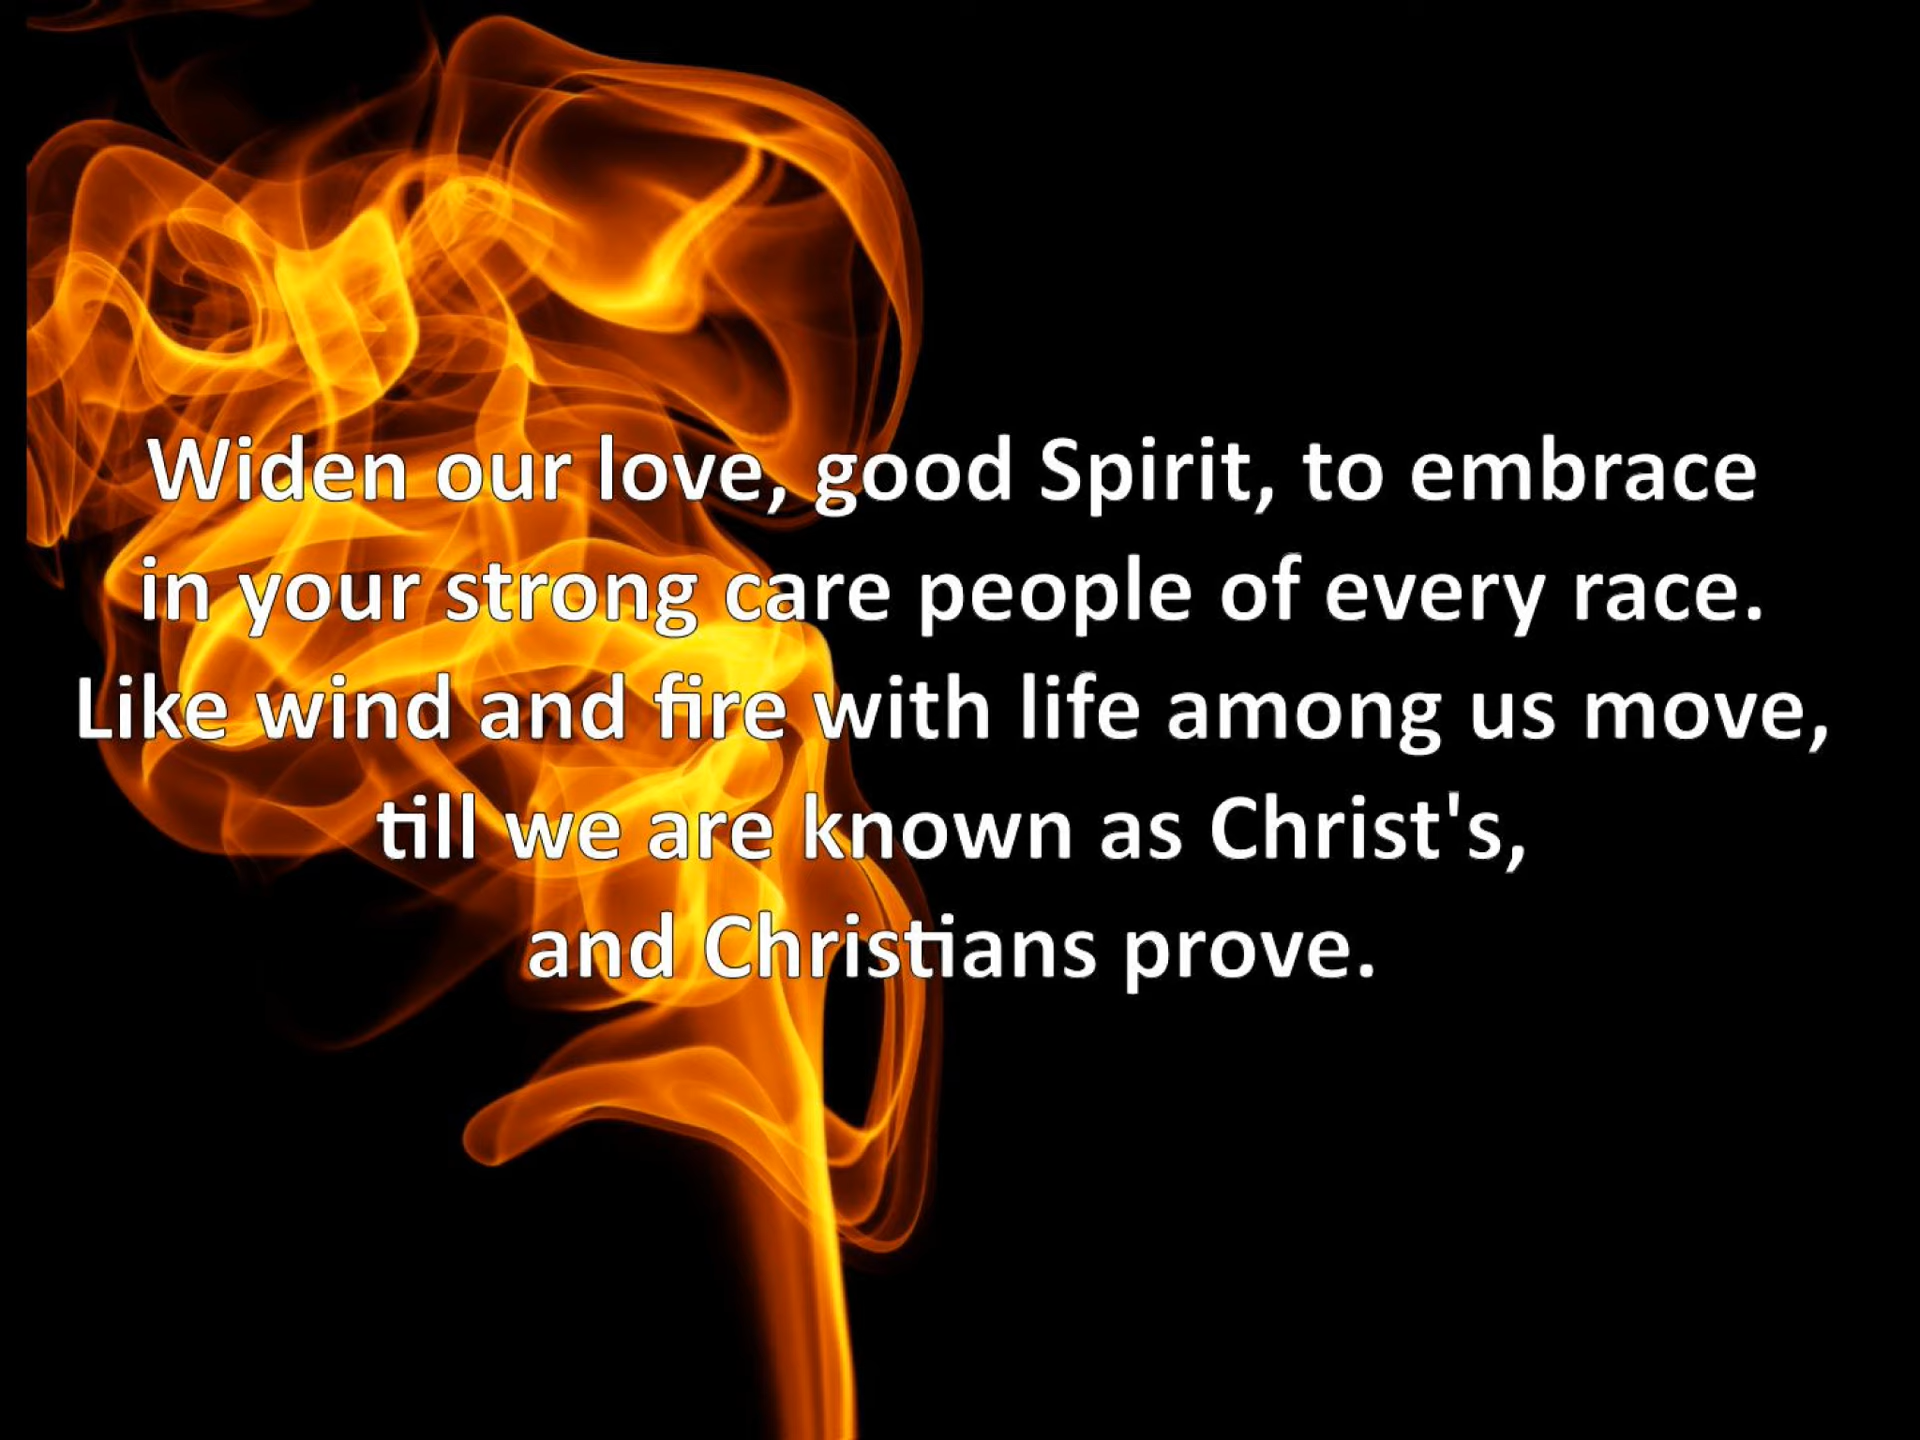 Widen our love, good Spirit, to embrace
in your strong care people of every race.
Like wind and fire with life among us move,
till we are known as Christ's,
and Christians prove.